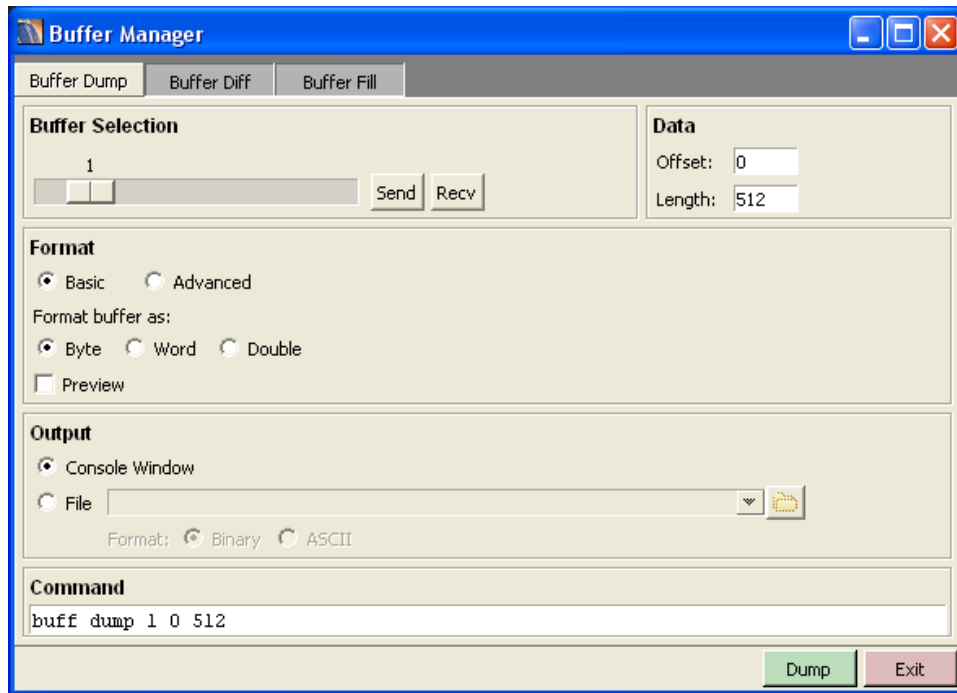 Buffer Manager
Buffer Dump Buffer Diff Buffer Fill
Buffer Selection
1
Send Recv
Data
Offset: 0
Length: 512
Format
Basic Advanced
Format buffer as:
Byte Word Double
Preview
Output
Console Window
File
Format: Binary ASCII
Command
buff dump 1 0 512
Dump Exit